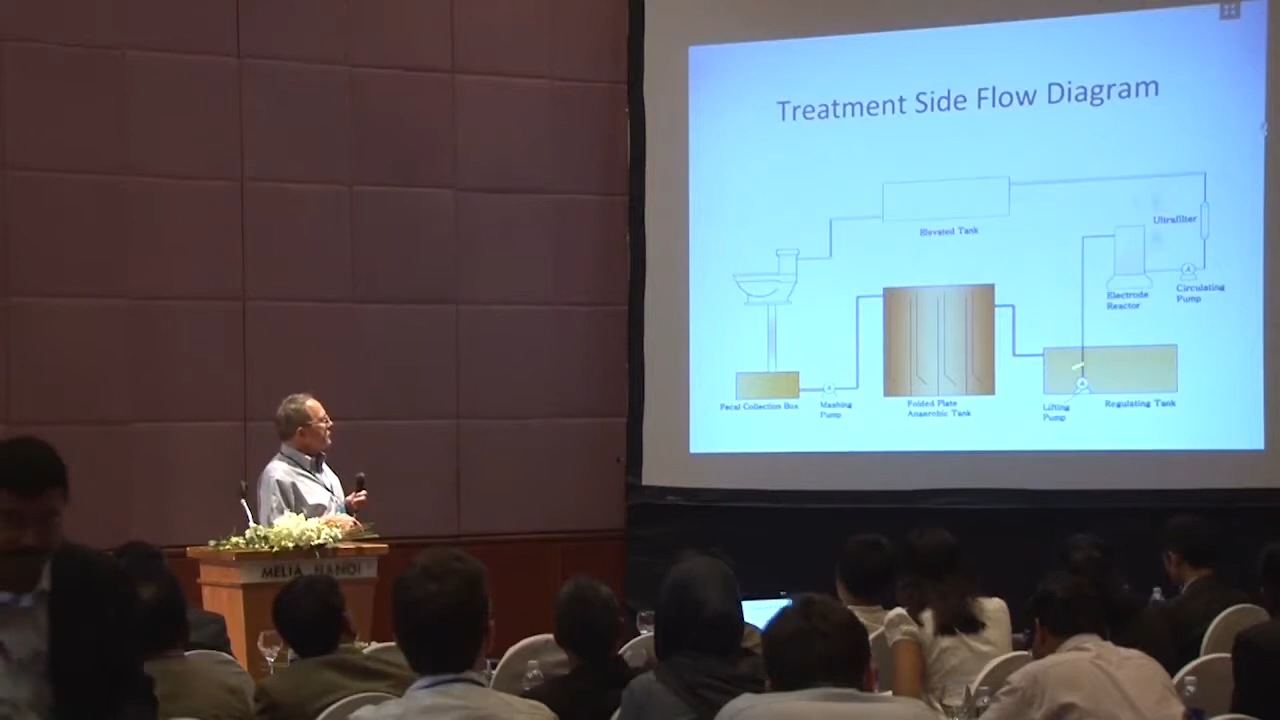 Treatment Side Flow Diagram
Elevated Tank
Ultrafilter
Electrode
Reactor
Circulating
Pump
Fecal Collection Box
Mashing
Pump
Folded Plate
Anaerobic Tank
Lifting
Pump
Regulating Tank
MELIÁ HANOI